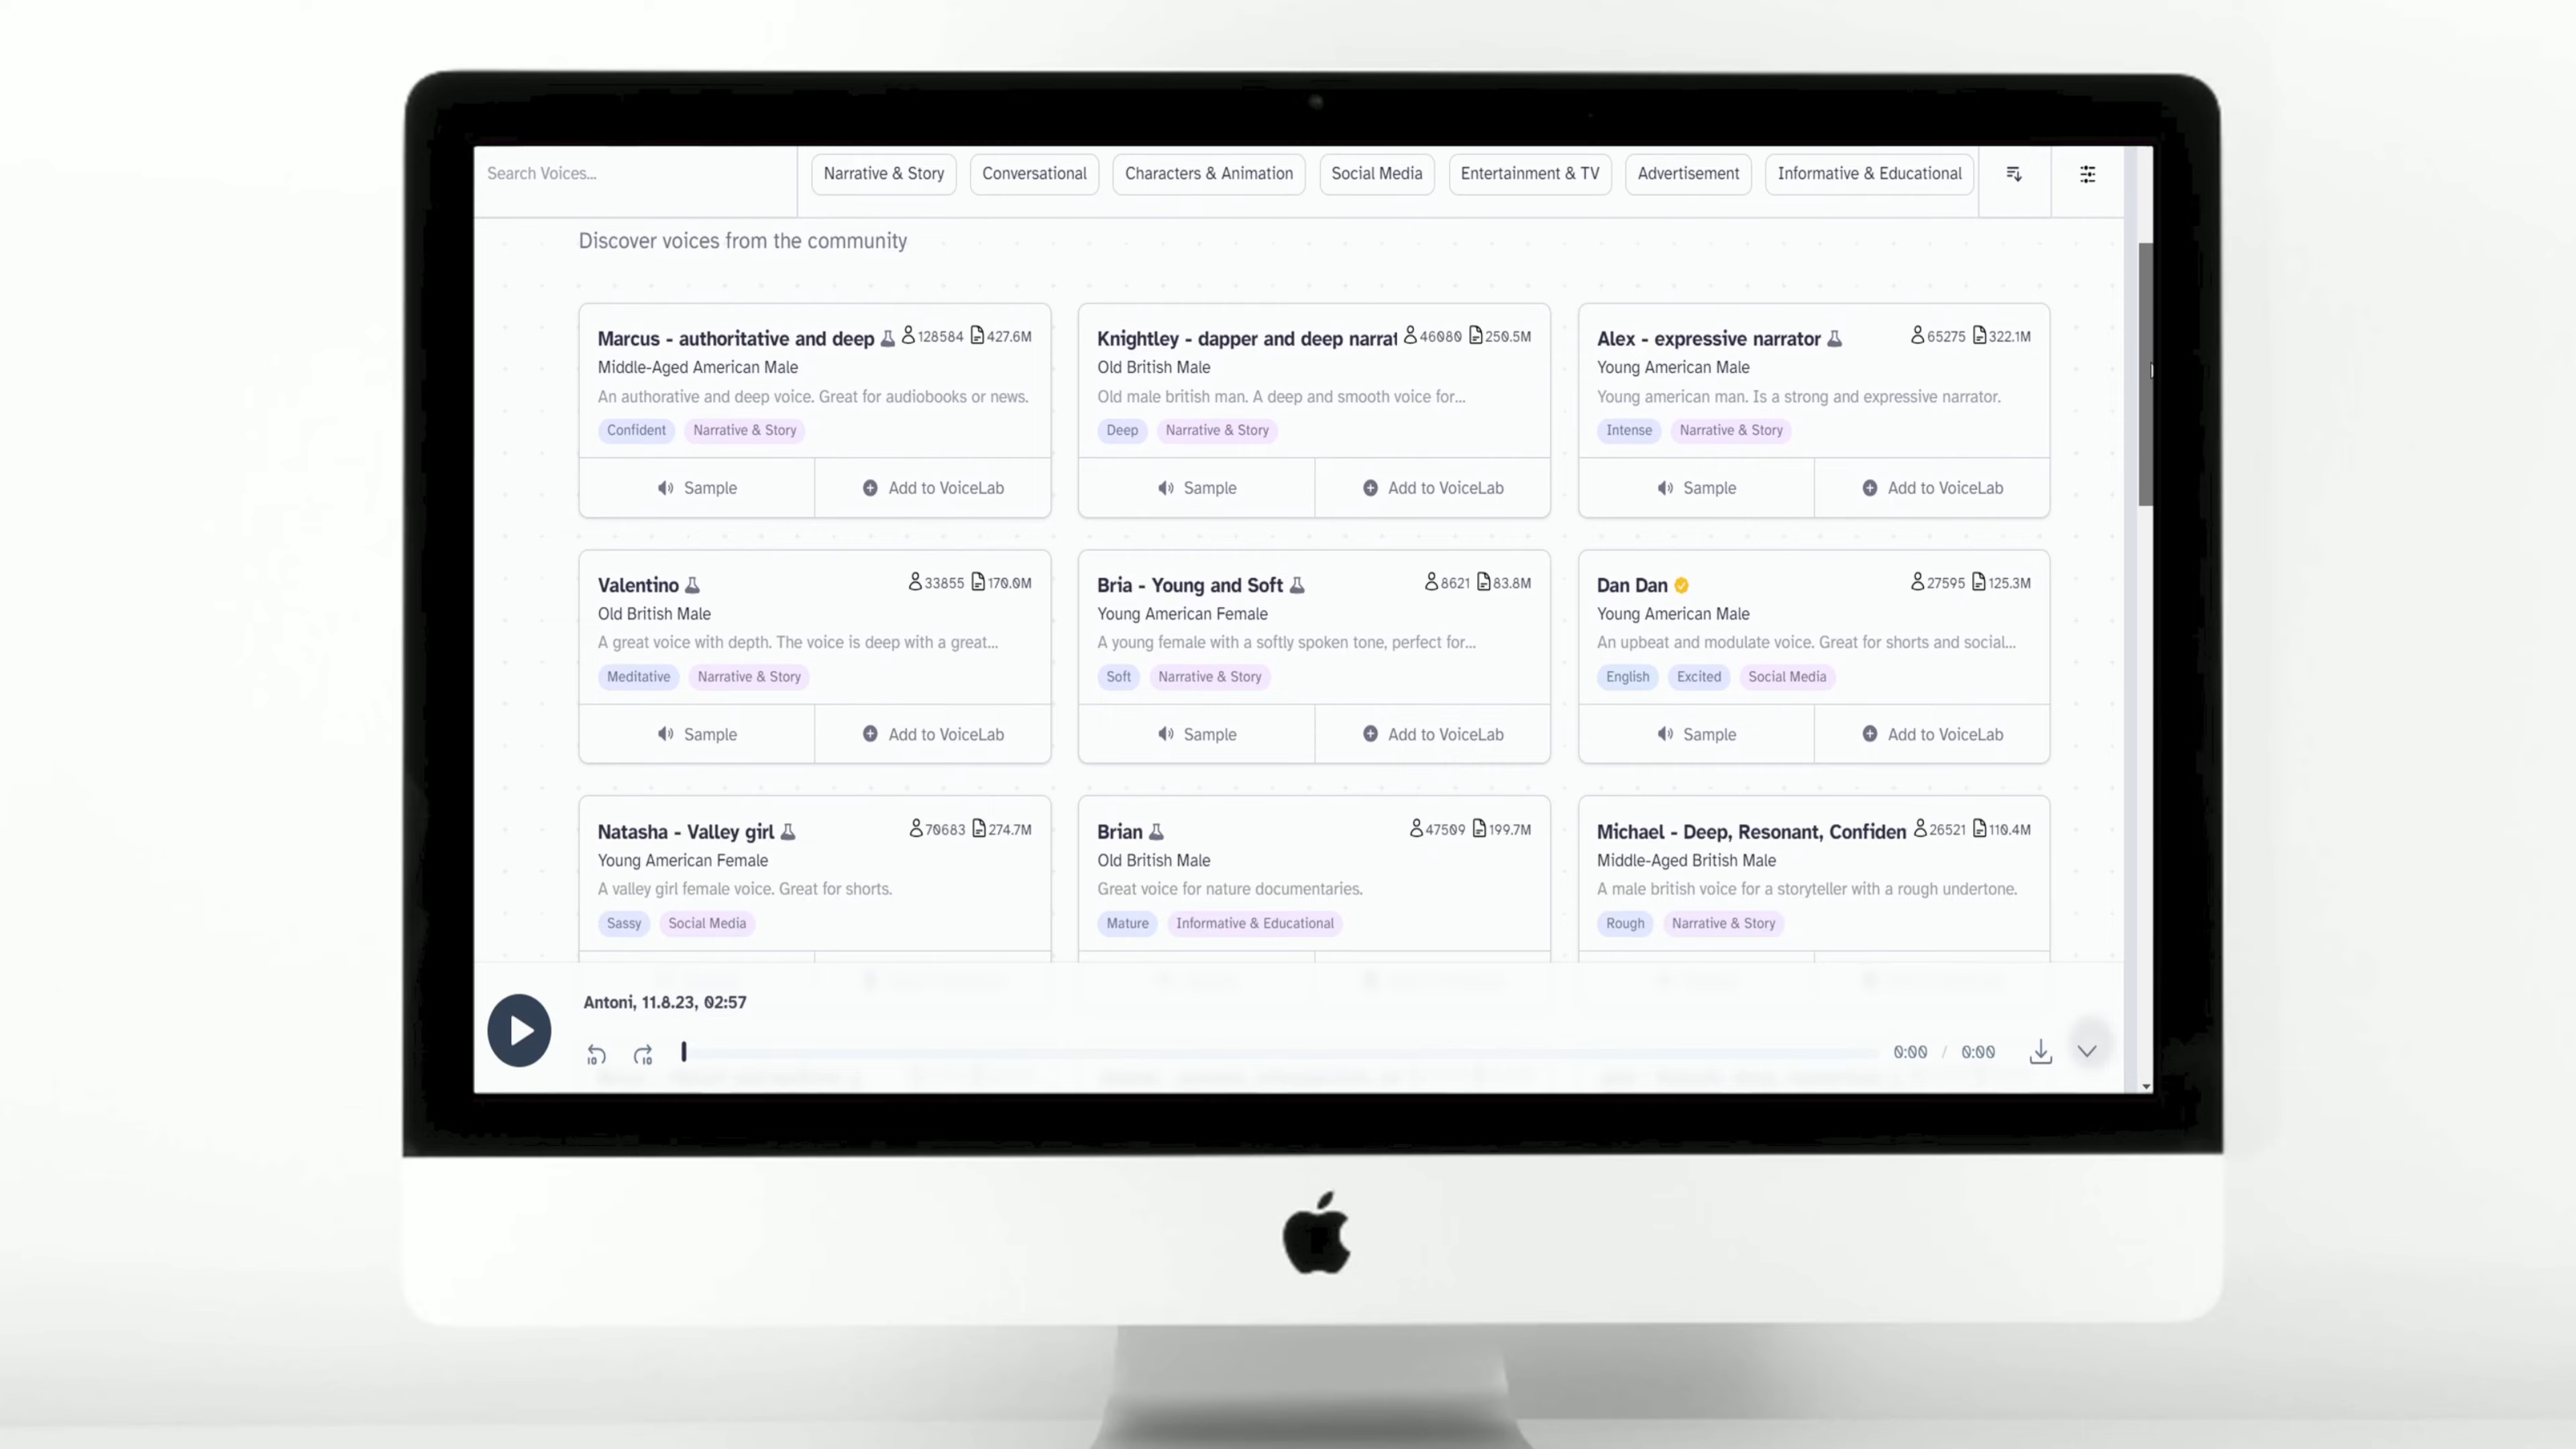 Search Voices...
Narrative & Story
Conversational
Characters & Animation
Social Media
Entertainment & TV
Advertisement
Informative & Educational
Discover voices from the community
Marcus - authoritative and deep 128584 427.6M
Middle-Aged American Male
An authorative and deep voice. Great for audiobooks or news.
Confident Narrative & Story
Sample Add to VoiceLab
Knightley - dapper and deep narrat 46080 250.5M
Old British Male
Old male british man. A deep and smooth voice for...
Deep Narrative & Story
Sample Add to VoiceLab
Alex - expressive narrator 65275 322.1M
Young American Male
Young american man. Is a strong and expressive narrator.
Intense Narrative & Story
Sample Add to VoiceLab
Valentino 33855 170.0M
Old British Male
A great voice with depth. The voice is deep with a great...
Meditative Narrative & Story
Sample Add to VoiceLab
Bria - Young and Soft 8621 83.8M
Young American Female
A young female with a softly spoken tone, perfect for...
Soft Narrative & Story
Sample Add to VoiceLab
Dan Dan 27595 125.3M
Young American Male
An upbeat and modulate voice. Great for shorts and social...
English Excited Social Media
Sample Add to VoiceLab
Natasha - Valley girl 70683 274.7M
Young American Female
A valley girl female voice. Great for shorts.
Sassy Social Media
Brian 47509 199.7M
Old British Male
Great voice for nature documentaries.
Mature Informative & Educational
Michael - Deep, Resonant, Confiden 26521 110.4M
Middle-Aged British Male
A male british voice for a storyteller with a rough undertone.
Rough Narrative & Story
Antoni, 11.8.23, 02:57
10 10 0:00 / 0:00